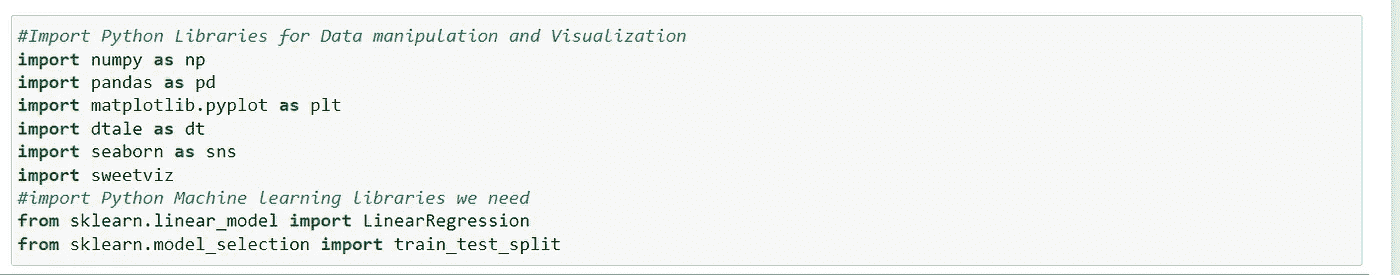 #Import Python Libraries for Data manipulation and Visualization
import numpy as np
import pandas as pd
import matplotlib.pyplot as plt
import dtale as dt
import seaborn as sns
import sweetviz
#import Python Machine learning libraries we need
from sklearn.linear_model import LinearRegression
from sklearn.model_selection import train_test_split